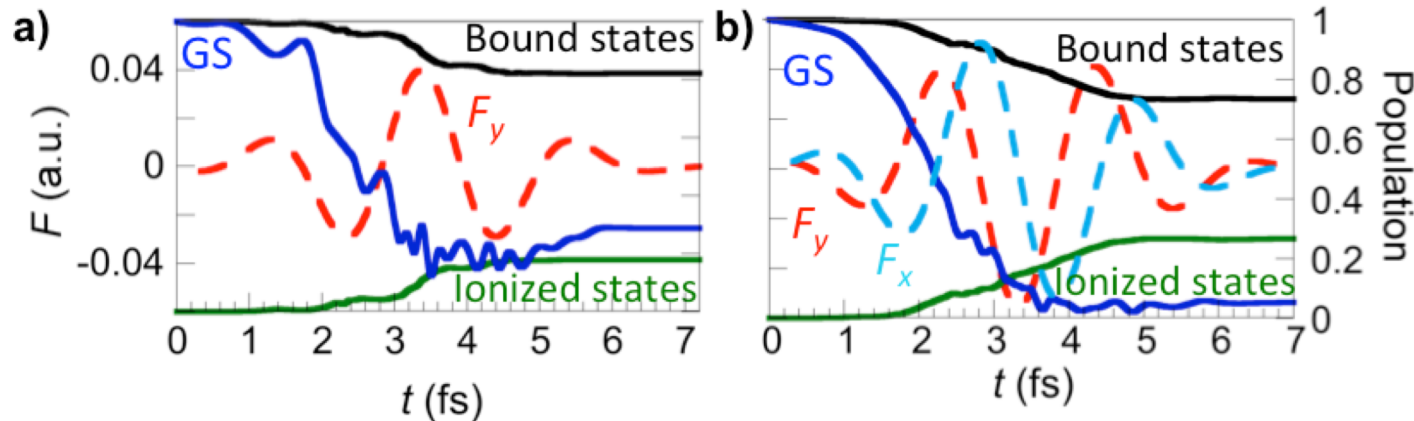 a)
GS
Bound states
0.04
F_y
0
F (a.u.)
-0.04
Ionized states
0 1 2 3 4 5 6 7
t (fs)
b)
GS
Bound states
1
0.8
0.6
0.4
0.2
0
Population
F_y
F_x
Ionized states
0 1 2 3 4 5 6 7
t (fs)